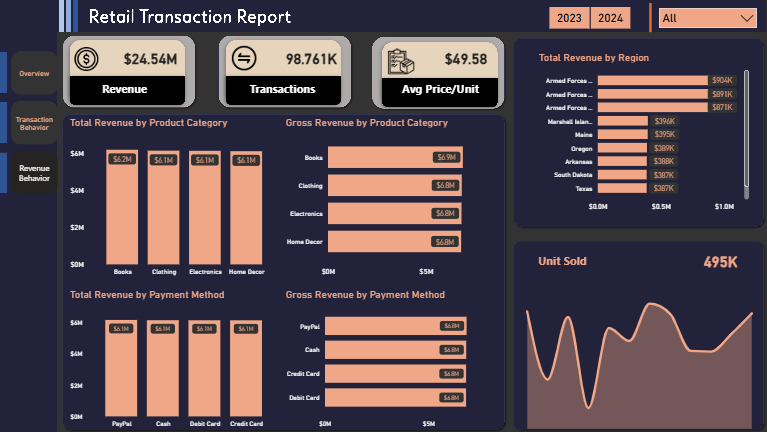 Retail Transaction Report
2023
2024
All
Overview
Transaction
Behavior
Revenue
Behavior
$24.54M
Revenue
98.761K
Transactions
$49.58
Avg Price/Unit
Total Revenue by Product Category
$6M
$4M
$2M
$0M
$6.2M
$6.1M
$6.1M
$6.1M
Books
Clothing
Electronics
Home Decor
Gross Revenue by Product Category
Books
$6.9M
Clothing
$6.8M
Electronics
$6.8M
Home Decor
$6.8M
$0M
$5M
Total Revenue by Payment Method
$6M
$4M
$2M
$0M
$6.1M
$6.1M
$6.1M
$6.1M
PayPal
Cash
Debit Card
Credit Card
Gross Revenue by Payment Method
PayPal
$6.8M
Cash
$6.8M
Credit Card
$6.8M
Debit Card
$6.8M
$0M
$5M
Total Revenue by Region
Armed Forces ...
$904K
Armed Forces ...
$891K
Armed Forces ...
$871K
Marshall Islan...
$396K
Maine
$395K
Oregon
$389K
Arkansas
$388K
South Dakota
$387K
Texas
$387K
$0.0M
$0.5M
$1.0M
Unit Sold
495K